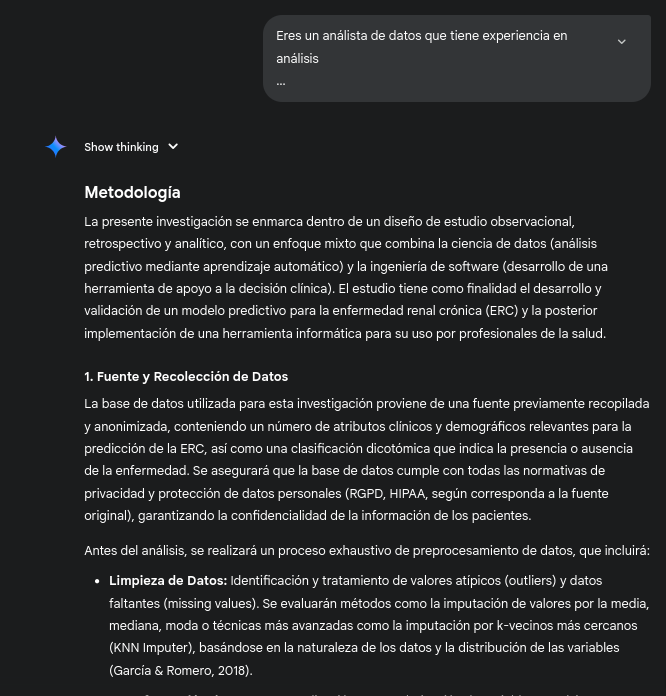 Eres un análista de datos que tiene experiencia en
análisis
...
Show thinking
Metodología
La presente investigación se enmarca dentro de un diseño de estudio observacional,
retrospectivo y analítico, con un enfoque mixto que combina la ciencia de datos (análisis
predictivo mediante aprendizaje automático) y la ingeniería de software (desarrollo de una
herramienta de apoyo a la decisión clínica). El estudio tiene como finalidad el desarrollo y
validación de un modelo predictivo para la enfermedad renal crónica (ERC) y la posterior
implementación de una herramienta informática para su uso por profesionales de la salud.
1. Fuente y Recolección de Datos
La base de datos utilizada para esta investigación proviene de una fuente previamente recopilada
y anonimizada, conteniendo un número de atributos clínicos y demográficos relevantes para la
predicción de la ERC, así como una clasificación dicotómica que indica la presencia o ausencia
de la enfermedad. Se asegurará que la base de datos cumple con todas las normativas de
privacidad y protección de datos personales (RGPD, HIPAA, según corresponda a la fuente
original), garantizando la confidencialidad de la información de los pacientes.
Antes del análisis, se realizará un proceso exhaustivo de preprocesamiento de datos, que incluirá:
• Limpieza de Datos: Identificación y tratamiento de valores atípicos (outliers) y datos
faltantes (missing values). Se evaluarán métodos como la imputación de valores por la media,
mediana, moda o técnicas más avanzadas como la imputación por k-vecinos más cercanos
(KNN Imputer), basándose en la naturaleza de los datos y la distribución de las variables
(García & Romero, 2018).